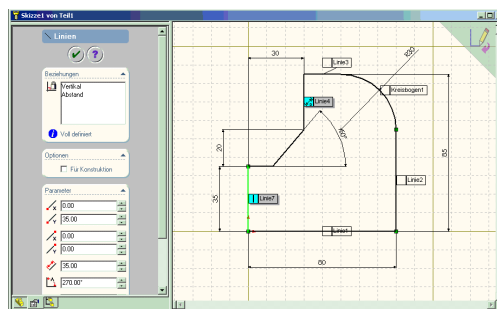 Skizze1 von Teil1
Linien
Beziehungen
Vertikal
Abstand
Voll definiert
Optionen
Für Konstruktion
Parameter
0.00
35.00
0.00
0.00
35.00
270.00°
30
R30
Linie3
Kreisbogen1
Linie4
60°
20
85
Linie2
35
Linie7
Linie1
80